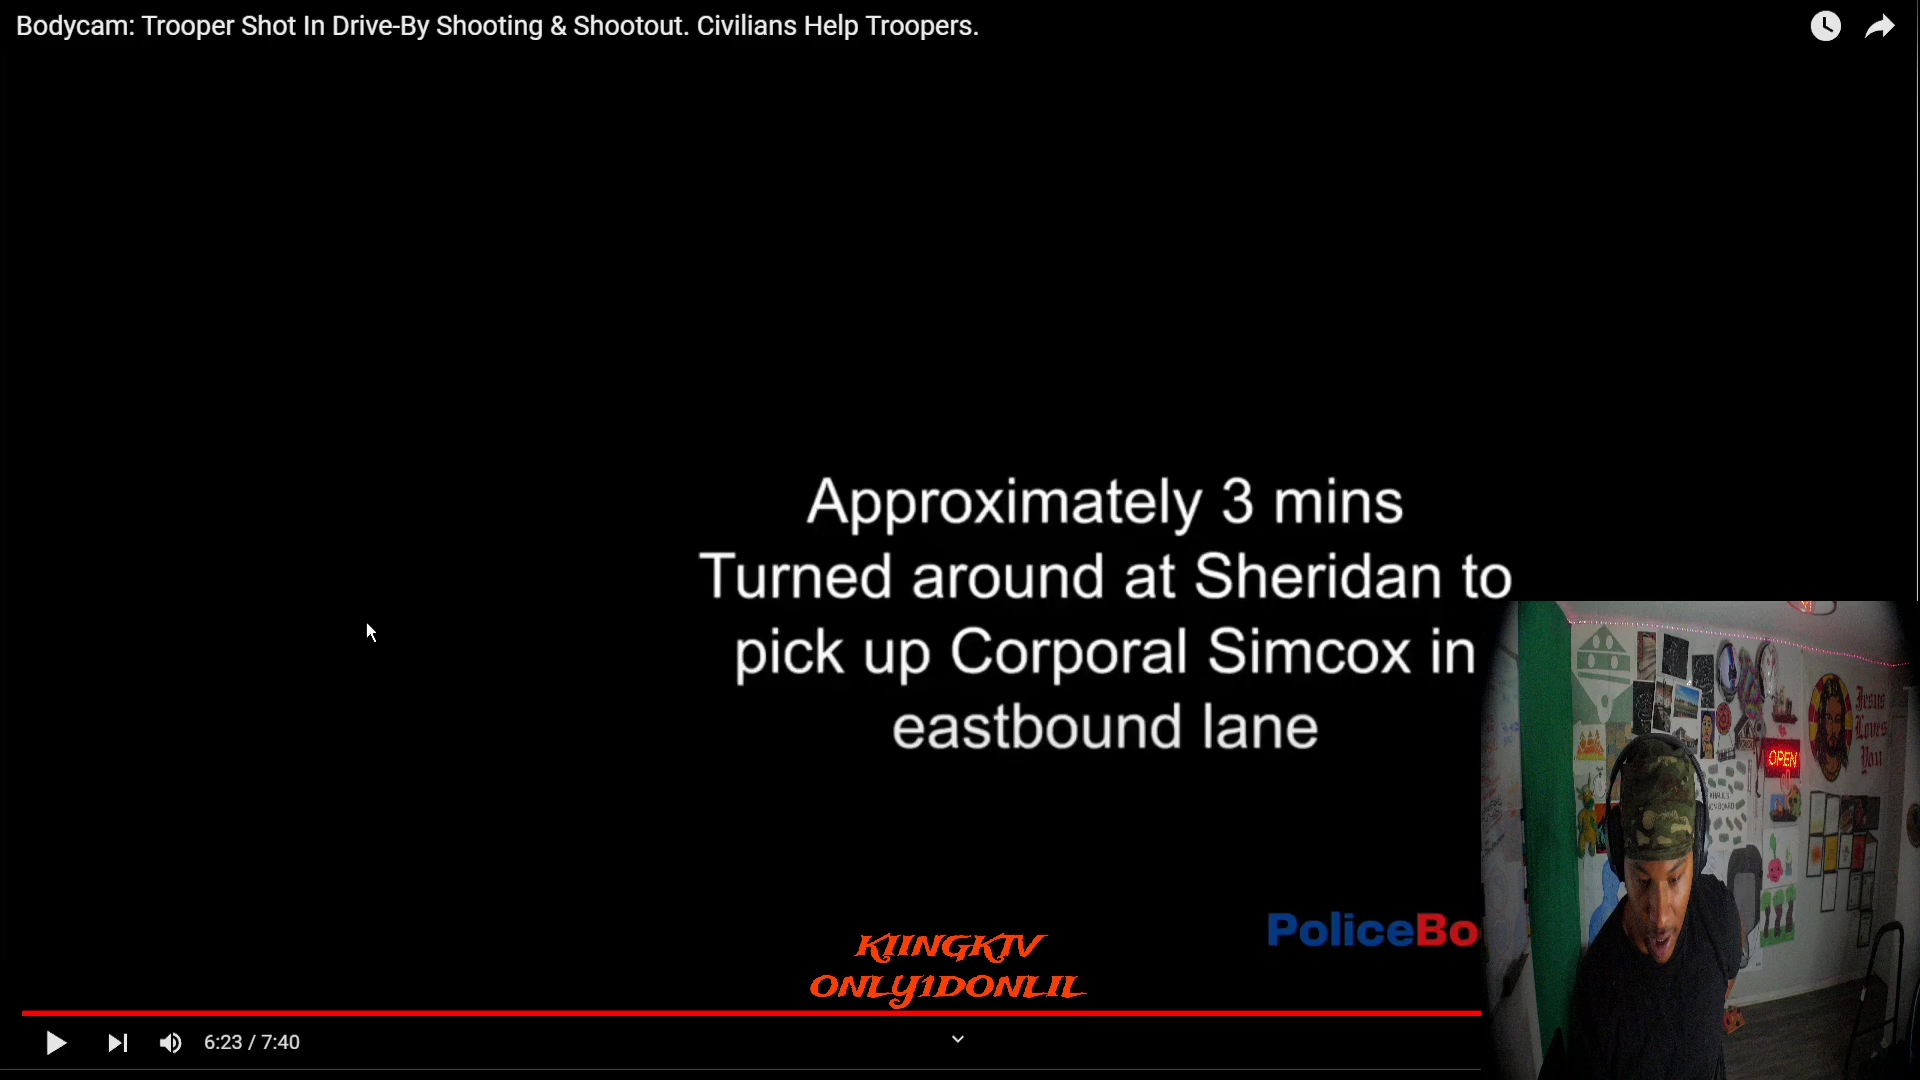 Bodycam: Trooper Shot In Drive-By Shooting & Shootout. Civilians Help Troopers.
Approximately 3 mins
Turned around at Sheridan to
pick up Corporal Simcox in
eastbound lane
Jesus
Loves
You
OPEN
PoliceBo
KIINGKTV
ONLY1DONLIL
6:23 / 7:40